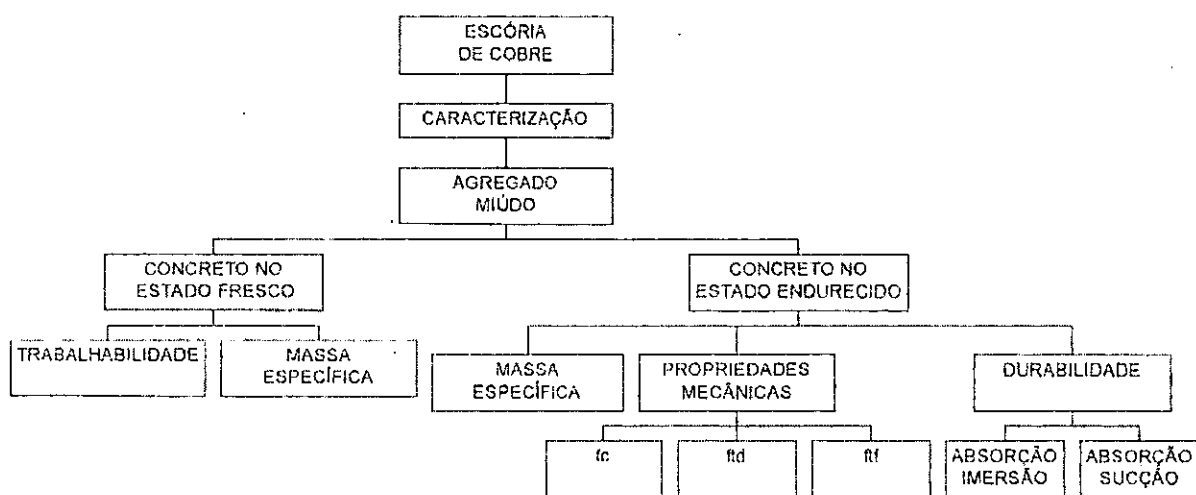 ESCÓRIA
DE COBRE
CARACTERIZAÇÃO
AGREGADO
MIÚDO
CONCRETO NO
ESTADO FRESCO
CONCRETO NO
ESTADO ENDURECIDO
TRABALHABILIDADE
MASSA
ESPECÍFICA
MASSA
ESPECÍFICA
PROPRIEDADES
MECÂNICAS
DURABILIDADE
fc
ftd
ftf
ABSORÇÃO
IMERSÃO
ABSORÇÃO
SUCÇÃO